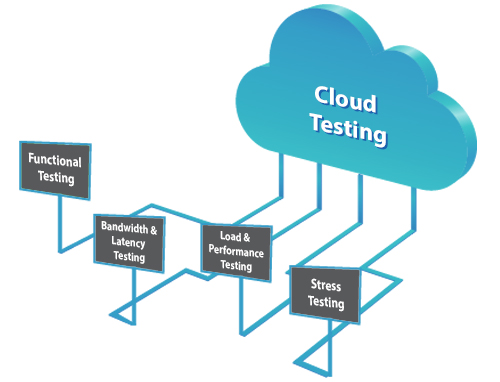 Cloud
Testing
Functional
Testing
Bandwidth &
Latency
Testing
Load &
Performance
Testing
Stress
Testing